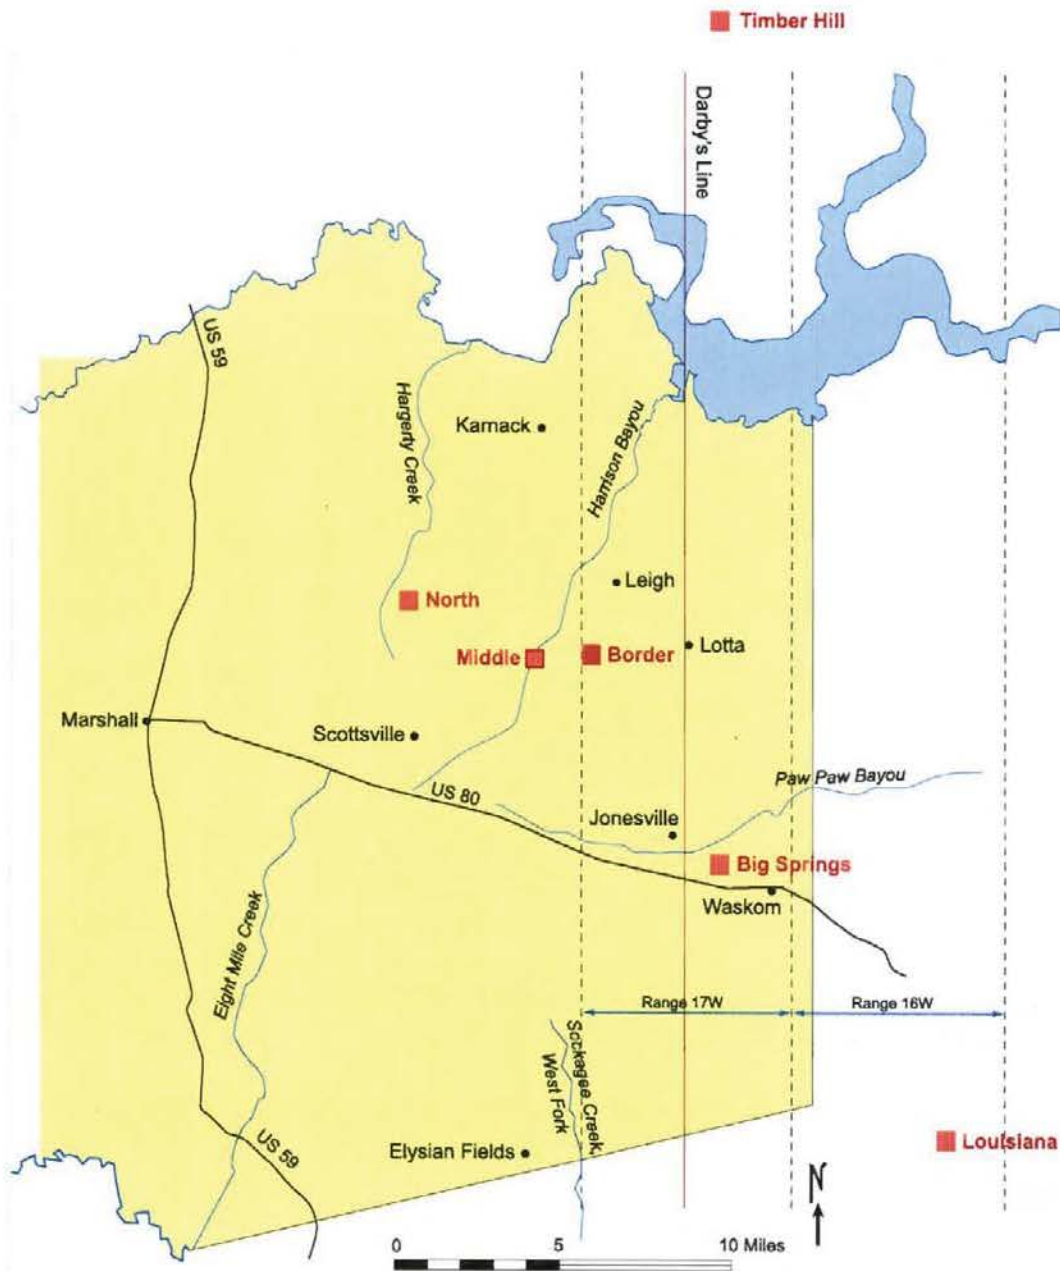 Timber Hill
Darby's Line
US 59
Hargerty Creek
Karnack
Harrison Bayou
Leigh
North
Middle
Border
Lotta
Marshall
Scottsville
US 80
Paw Paw Bayou
Jonesville
Big Springs
Waskom
Eight Mile Creek
Range 17W
Range 16W
Sockagee Creek,
West Fork
US 59
Elysian Fields
Louisiana
N
0 5 10 Miles